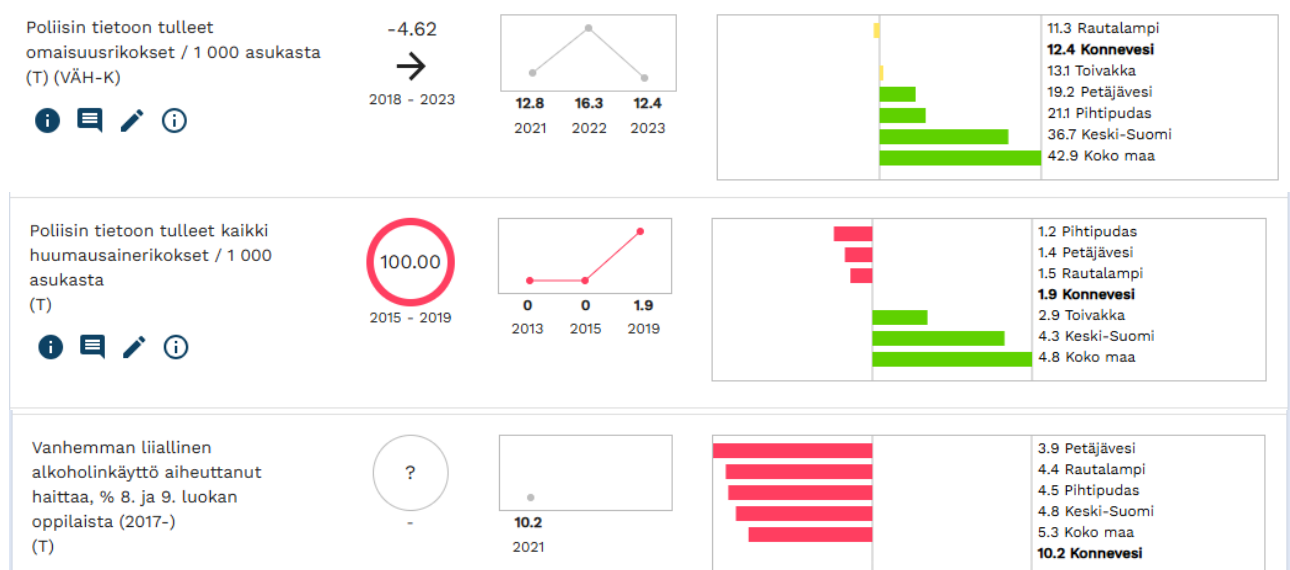 Poliisin tietoon tulleet
omaisuusrikokset / 1 000 asukasta
(T) (VÄH-K)
-4.62
2018 - 2023
12.8 16.3 12.4
2021 2022 2023
11.3 Rautalampi
12.4 Konnevesi
13.1 Toivakka
19.2 Petäjävesi
21.1 Pihtipudas
36.7 Keski-Suomi
42.9 Koko maa
Poliisin tietoon tulleet kaikki
huumausainerikokset / 1 000
asukasta
(T)
100.00
2015 - 2019
0 0 1.9
2013 2015 2019
1.2 Pihtipudas
1.4 Petäjävesi
1.5 Rautalampi
1.9 Konnevesi
2.9 Toivakka
4.3 Keski-Suomi
4.8 Koko maa
Vanhemman liiallinen
alkoholinkäyttö aiheuttanut
haittaa, % 8. ja 9. luokan
oppilaista (2017-)
(T)
?
-
10.2
2021
3.9 Petäjävesi
4.4 Rautalampi
4.5 Pihtipudas
4.8 Keski-Suomi
5.3 Koko maa
10.2 Konnevesi